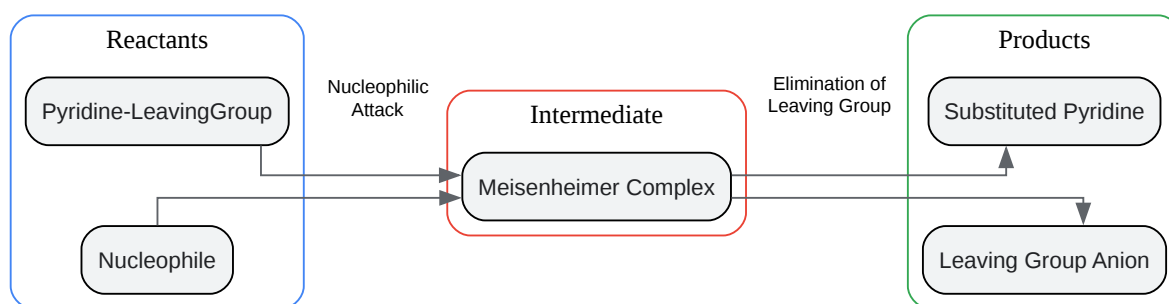 Reactants
Pyridine-LeavingGroup
Nucleophile
Nucleophilic
Attack
Intermediate
Meisenheimer Complex
Elimination of
Leaving Group
Products
Substituted Pyridine
Leaving Group Anion